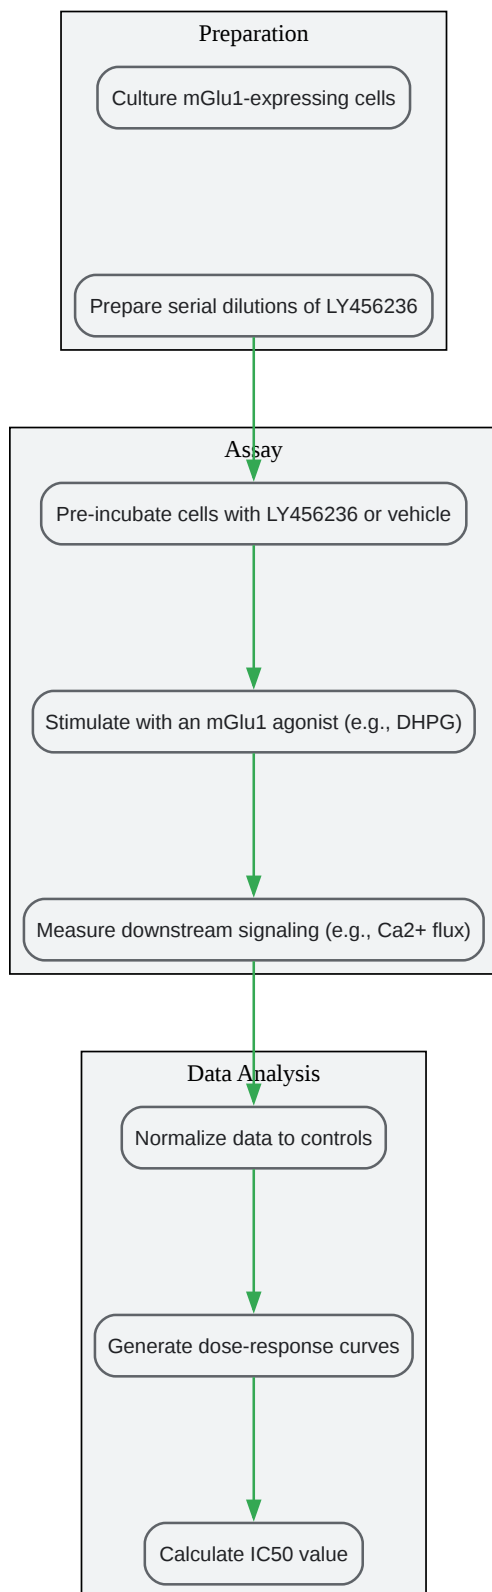 Preparation
Culture mGlu1-expressing cells
Prepare serial dilutions of LY456236
Assay
Pre-incubate cells with LY456236 or vehicle
Stimulate with an mGlu1 agonist (e.g., DHPG)
Measure downstream signaling (e.g., Ca2+ flux)
Data Analysis
Normalize data to controls
Generate dose-response curves
Calculate IC50 value